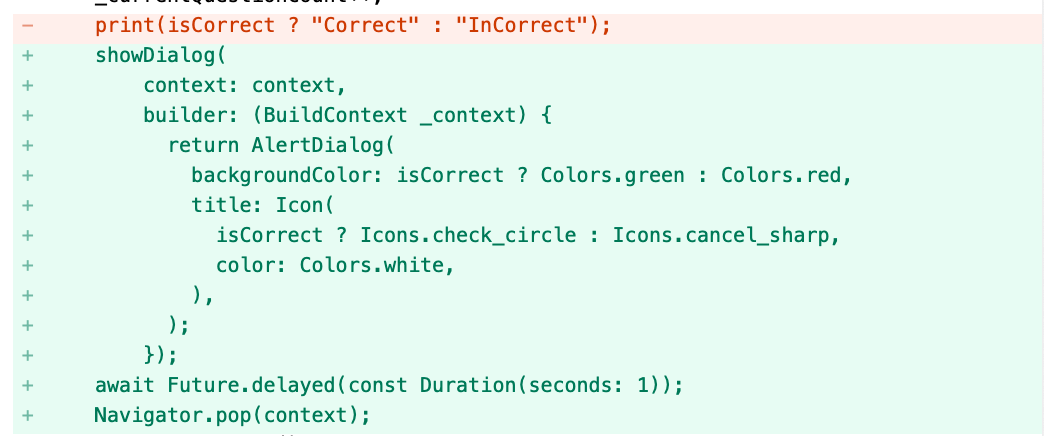 _currentQuestionCount++;
-     print(isCorrect ? "Correct" : "InCorrect");
+     showDialog(
+         context: context,
+         builder: (BuildContext _context) {
+           return AlertDialog(
+             backgroundColor: isCorrect ? Colors.green : Colors.red,
+             title: Icon(
+               isCorrect ? Icons.check_circle : Icons.cancel_sharp,
+               color: Colors.white,
+             ),
+           );
+         });
+     await Future.delayed(const Duration(seconds: 1));
+     Navigator.pop(context);